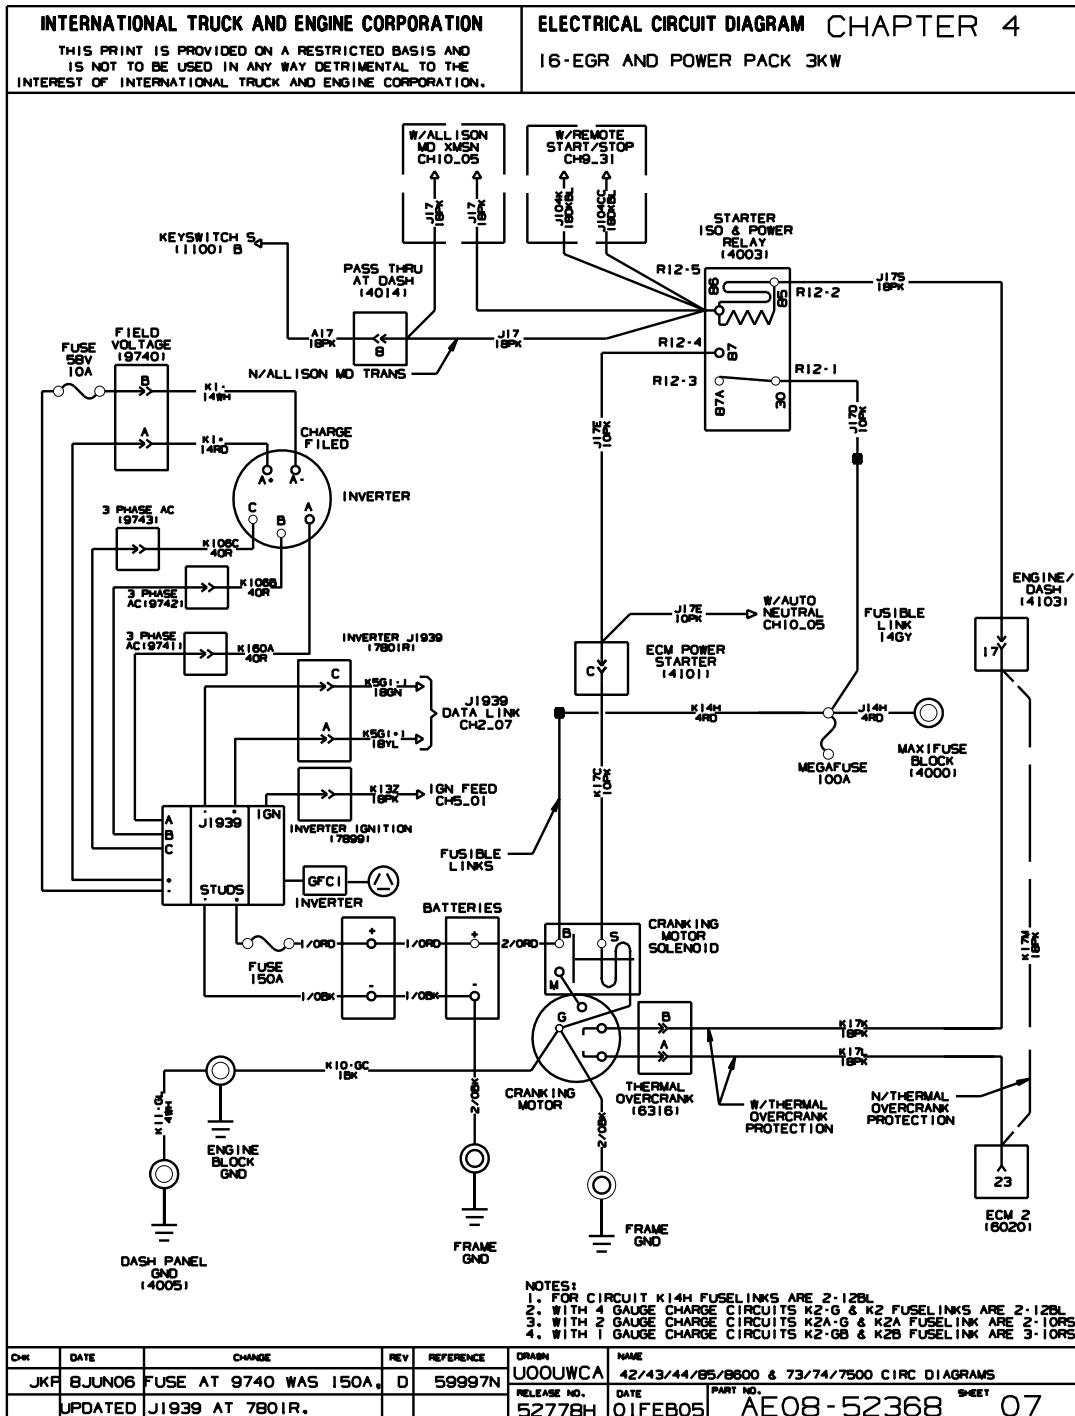 INTERNATIONAL TRUCK AND ENGINE CORPORATION
THIS PRINT IS PROVIDED ON A RESTRICTED BASIS AND
IS NOT TO BE USED IN ANY WAY DETRIMENTAL TO THE
INTEREST OF INTERNATIONAL TRUCK AND ENGINE CORPORATION.
ELECTRICAL CIRCUIT DIAGRAM CHAPTER 4
16-EGR AND POWER PACK 3KW
W/ALLISON
MD XMSN
CH10_05
W/REMOTE
START/STOP
CH9_31
J17
18PK
J17
18PK
J104K
18DKBL
J104CC
18DKBL
KEYSWITCH S
(1100) B
PASS THRU
AT DASH
(4014)
STARTER
ISO & POWER
RELAY
(4003)
R12-5
86
85
R12-2
J17S
18PK
A17
18PK
8
J17
18PK
N/ALLISON MD TRANS
R12-4
87
R12-3
87A
30
R12-1
FUSE
58V
10A
FIELD
VOLTAGE
(9740)
B
K1-
14WH
A
K1+
14RD
CHARGE
FILED
A+
A-
C
B
A
INVERTER
J17E
10PK
J17D
10PK
3 PHASE AC
(9743)
K106C
40R
3 PHASE
AC(9742)
K106B
40R
3 PHASE
AC(9741)
K160A
40R
INVERTER J1939
(7801R)
C
K5G(-)
18GN
A
K5G(+)
18YL
J1939
DATA LINK
CH2_07
K13Z
18PK
IGN FEED
CH5_01
INVERTER IGNITION
(7899)
J17E
10PK
W/AUTO
NEUTRAL
CH10_05
FUSIBLE
LINK
14GY
ENGINE/
DASH
(4103)
17
C
ECM POWER
STARTER
(4101)
K14H
4RD
J14H
4RD
MAXIFUSE
BLOCK
(4000)
MEGAFUSE
100A
K17C
10PK
FUSIBLE
LINKS
A
B
C
+
-
- +
J1939
IGN
STUDS
- +
GFCI
INVERTER
BATTERIES
FUSE
150A
1/0RD
+
1/0RD
+
2/0RD
1/0BK
-
1/0BK
-
B
S
M
G
CRANKING
MOTOR
SOLENOID
K17M
18PK
B
A
K17K
18PK
K17L
18PK
CRANKING
MOTOR
THERMAL
OVERCRANK
(6316)
W/THERMAL
OVERCRANK
PROTECTION
N/THERMAL
OVERCRANK
PROTECTION
K10-GC
1BK
K11-GL
4WH
2/0BK
2/0BK
ENGINE
BLOCK
GND
23
ECM 2
(6020)
DASH PANEL
GND
(4005)
FRAME
GND
FRAME
GND
NOTES:
1. FOR CIRCUIT K14H FUSELINKS ARE 2-12BL
2. WITH 4 GAUGE CHARGE CIRCUITS K2-G & K2 FUSELINKS ARE 2-12BL
3. WITH 2 GAUGE CHARGE CIRCUITS K2A-G & K2A FUSELINK ARE 2-10RS
4. WITH 1 GAUGE CHARGE CIRCUITS K2-GB & K2B FUSELINK ARE 3-10RS
CHK DATE CHANGE REV REFERENCE
JKP 8JUN06 FUSE AT 9740 WAS 150A. D 59997N
UPDATED J1939 AT 7801R.
DRAWN
U00UWCA
NAME
42/43/44/85/8600 & 73/74/7500 CIRC DIAGRAMS
RELEASE NO.
52778H
DATE
01FEB05
PART NO.
AE08-52368
SHEET
07